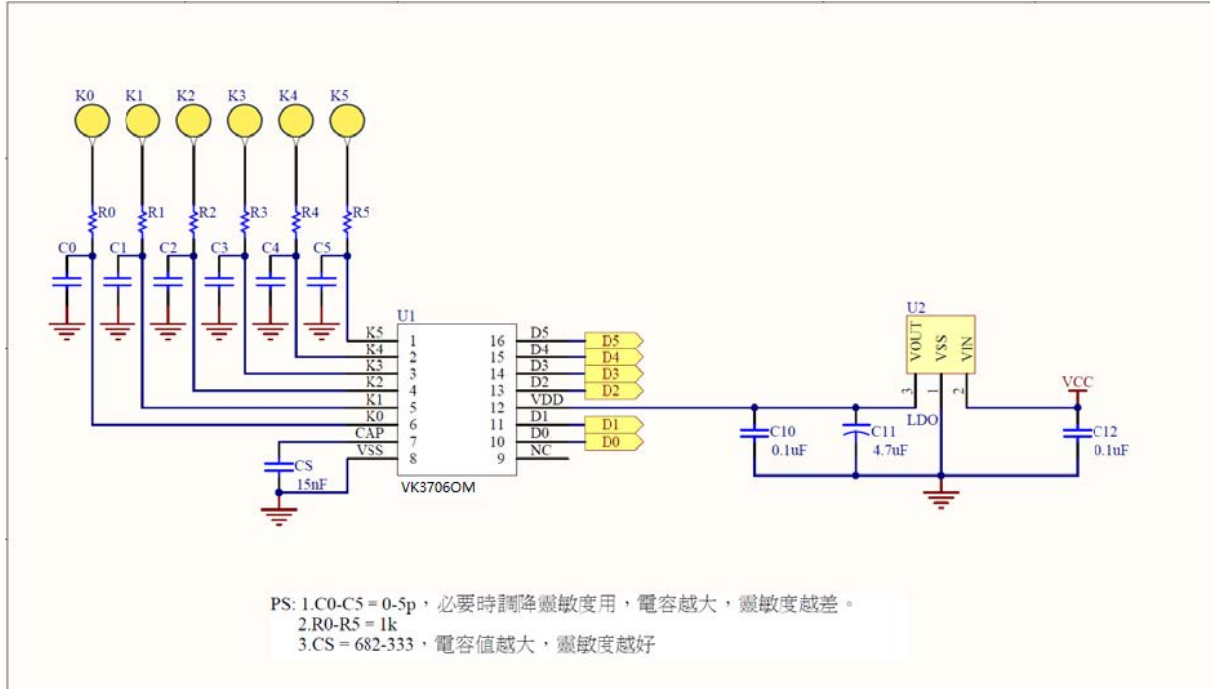 K0 K1 K2 K3 K4 K5
R0 R1 R2 R3 R4 R5
C0 C1 C2 C3 C4 C5
U1
K5 1 16 D5 D5
K4 2 15 D4 D4
K3 3 14 D3 D3
K2 4 13 D2 D2
K1 5 12 VDD
K0 6 11 D1 D1
CAP 7 10 D0 D0
VSS 8 9 NC
VK3706OM
CS
15nF
U2
VOUT VSS VIN
3 1 2
LDO
VCC
C10
0.1uF
C11
4.7uF
C12
0.1uF
PS: 1.C0-C5 = 0-5p，必要時調降靈敏度用，電容越大，靈敏度越差。
2.R0-R5 = 1k
3.CS = 682-333，電容值越大，靈敏度越好